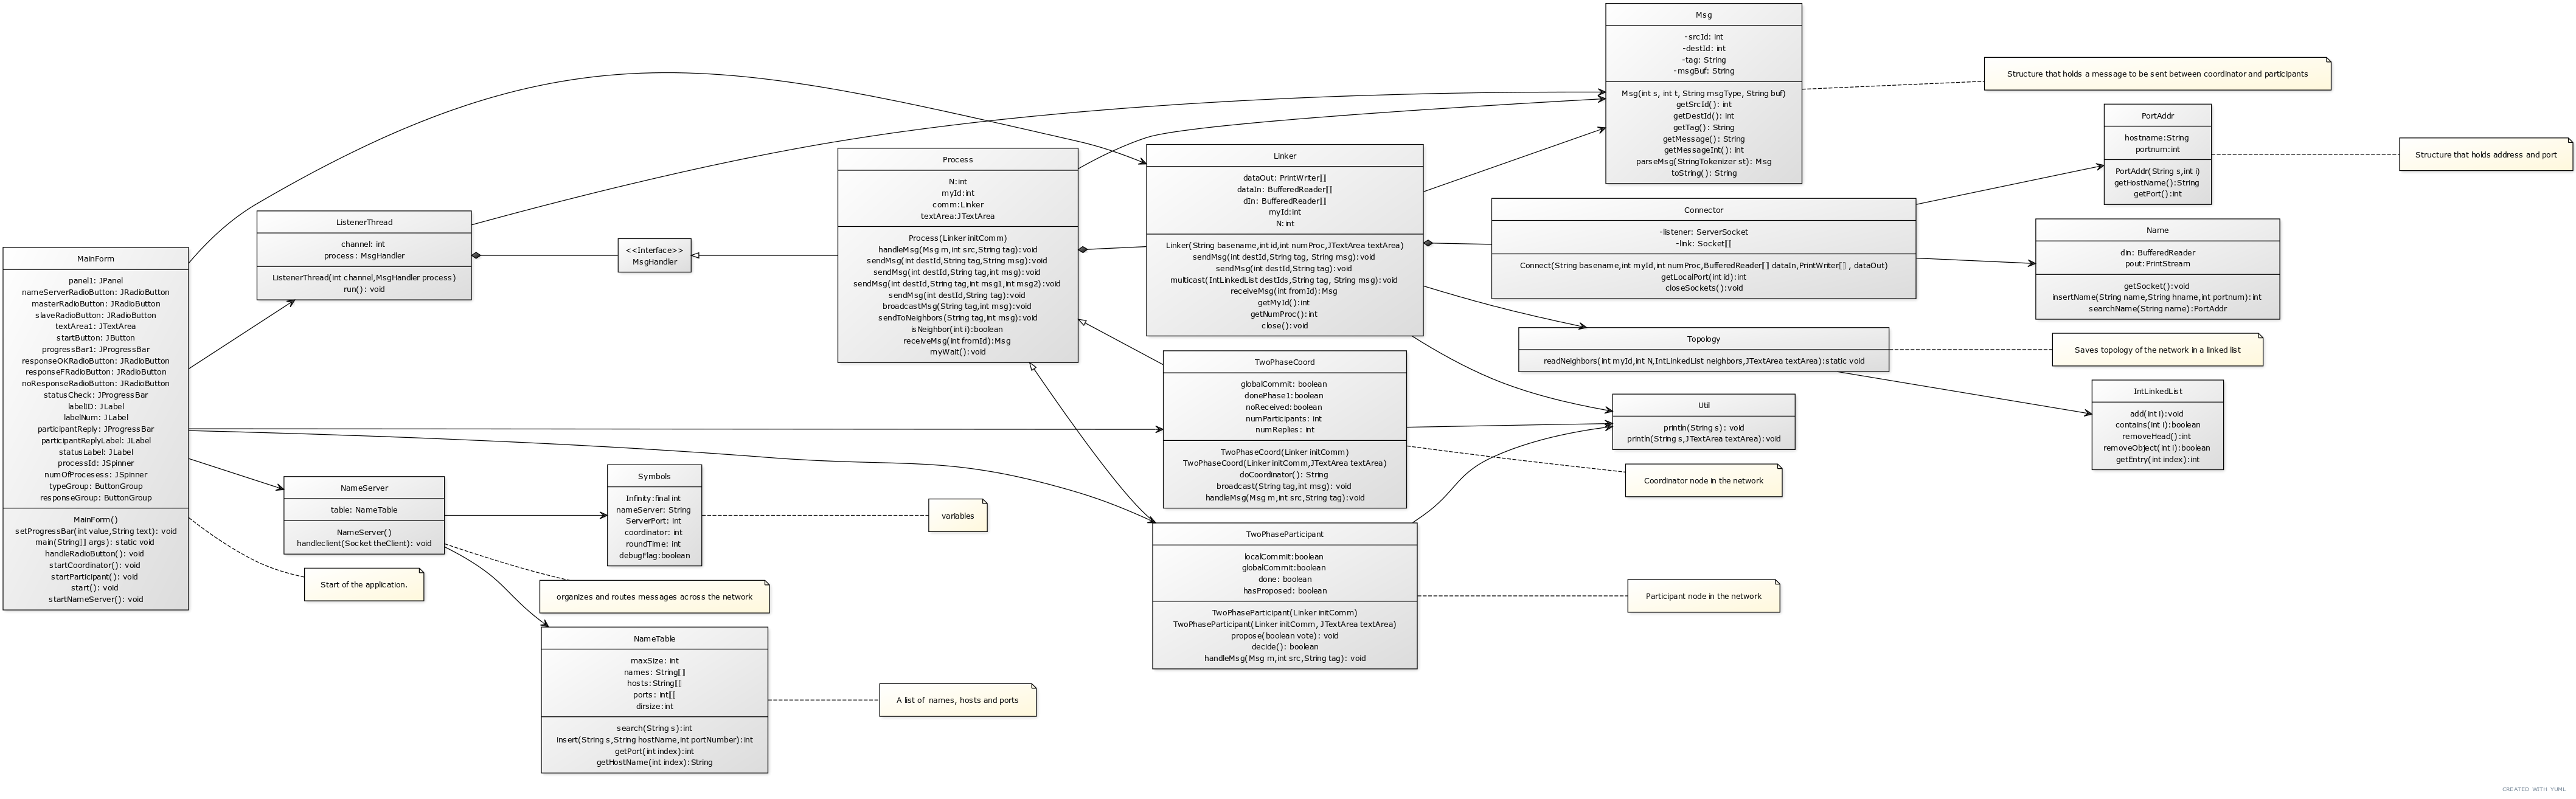 MainForm
panel1: JPanel
nameServerRadioButton: JRadioButton
masterRadioButton: JRadioButton
slaveRadioButton: JRadioButton
textArea1: JTextArea
startButton: JButton
progressBar1: JProgressBar
responseOKRadioButton: JRadioButton
responseFRadioButton: JRadioButton
noResponseRadioButton: JRadioButton
statusCheck: JProgressBar
labelID: JLabel
labelNum: JLabel
participantReply: JProgressBar
participantReplyLabel: JLabel
statusLabel: JLabel
processId: JSpinner
numOfProcesess: JSpinner
typeGroup: ButtonGroup
responseGroup: ButtonGroup
MainForm()
setProgressBar(int value,String text): void
main(String[] args): static void
handleRadioButton(): void
startCoordinator(): void
startParticipant(): void
start(): void
startNameServer(): void
ListenerThread
channel: int
process: MsgHandler
ListenerThread(int channel,MsgHandler process)
run(): void
NameServer
table: NameTable
NameServer()
handleclient(Socket theClient): void
Start of the application.
<<Interface>>
MsgHandler
Symbols
Infinity:final int
nameServer: String
ServerPort: int
coordinator: int
roundTime: int
debugFlag:boolean
organizes and routes messages across the network
NameTable
maxSize: int
names: String[]
hosts:String[]
ports: int[]
dirsize:int
search(String s):int
insert(String s,String hostName,int portNumber):int
getPort(int index):int
getHostName(int index):String
Process
N:int
myId:int
comm:Linker
textArea:JTextArea
Process(Linker initComm)
handleMsg(Msg m,int src,String tag):void
sendMsg(int destId,String tag,String msg):void
sendMsg(int destId,String tag,int msg):void
sendMsg(int destId,String tag,int msg1,int msg2):void
sendMsg(int destId,String tag):void
broadcastMsg(String tag,int msg):void
sendToNeighbors(String tag,int msg):void
isNeighbor(int i):boolean
receiveMsg(int fromId):Msg
myWait():void
variables
A list of names, hosts and ports
Linker
dataOut: PrintWriter[]
dataIn: BufferedReader[]
dIn: BufferedReader[]
myId:int
N:int
Linker(String basename,int id,int numProc,JTextArea textArea)
sendMsg(int destId,String tag, String msg):void
sendMsg(int destId,String tag):void
multicast(IntLinkedList destIds,String tag, String msg):void
receiveMsg(int fromId):Msg
getMyId():int
getNumProc():int
close():void
TwoPhaseCoord
globalCommit: boolean
donePhase1:boolean
noReceived:boolean
numParticipants: int
numReplies: int
TwoPhaseCoord(Linker initComm)
TwoPhaseCoord(Linker initComm,JTextArea textArea)
doCoordinator(): String
broadcast(String tag,int msg): void
handleMsg(Msg m,int src,String tag):void
TwoPhaseParticipant
localCommit:boolean
globalCommit:boolean
done: boolean
hasProposed: boolean
TwoPhaseParticipant(Linker initComm)
TwoPhaseParticipant(Linker initComm, JTextArea textArea)
propose(boolean vote): void
decide(): boolean
handleMsg(Msg m,int src,String tag): void
Msg
-srcId: int
-destId: int
-tag: String
-msgBuf: String
Msg(int s, int t, String msgType, String buf)
getSrcId(): int
getDestId(): int
getTag(): String
getMessage(): String
getMessageInt(): int
parseMsg(StringTokenizer st): Msg
toString(): String
Connector
-listener: ServerSocket
-link: Socket[]
Connect(String basename,int myId,int numProc,BufferedReader[] dataIn,PrintWriter[] , dataOut)
getLocalPort(int id):int
closeSockets():void
Topology
readNeighbors(int myId,int N,IntLinkedList neighbors,JTextArea textArea):static void
Util
println(String s): void
println(String s,JTextArea textArea):void
Coordinator node in the network
Participant node in the network
Structure that holds a message to be sent between coordinator and participants
PortAddr
hostname:String
portnum:int
PortAddr(String s,int i)
getHostName():String
getPort():int
Structure that holds address and port
Name
din: BufferedReader
pout:PrintStream
getSocket():void
insertName(String name,String hname,int portnum):int
searchName(String name):PortAddr
Saves topology of the network in a linked list
IntLinkedList
add(int i):void
contains(int i):boolean
removeHead():int
removeObject(int i):boolean
getEntry(int index):int
CREATED WITH YUML